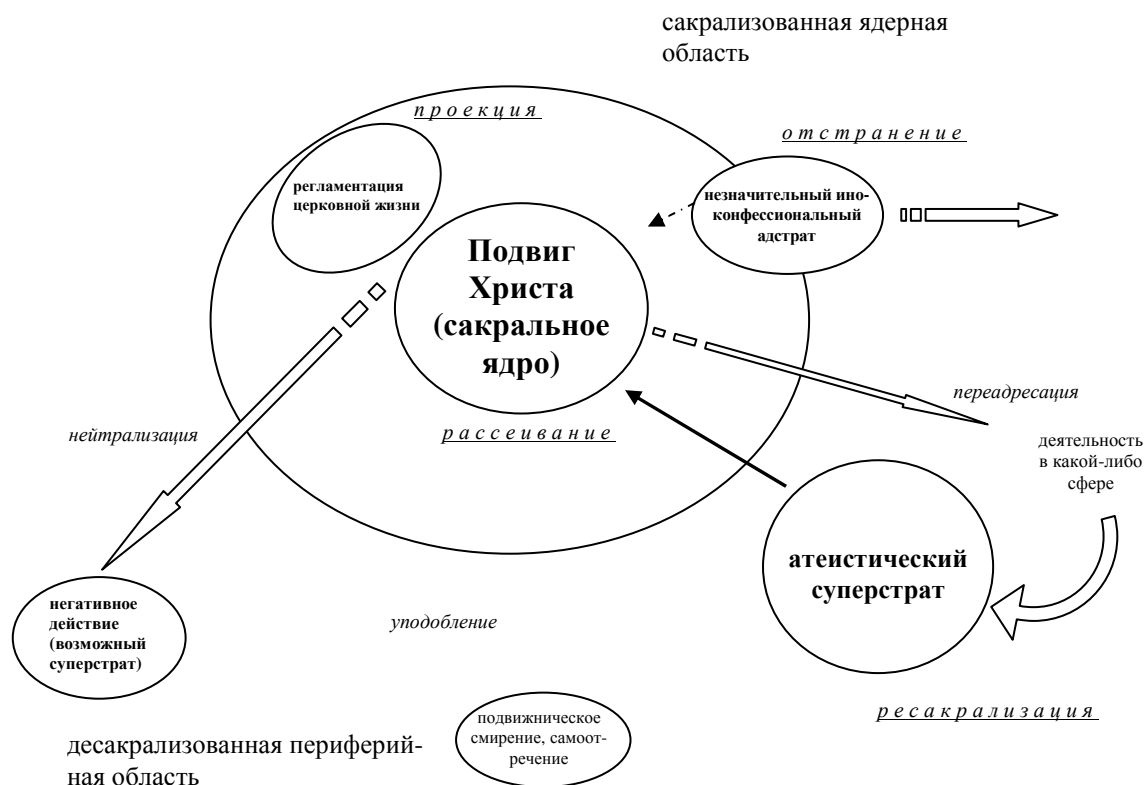 сакрализованная ядерная
область
проекция
отстранение
регламентация
церковной жизни
незначительный ино-
конфессиональный
адстрат
Подвиг
Христа
(сакральное
ядро)
переадресация
нейтрализация
рассеивание
деятельность
в какой-либо
сфере
атеистический
суперстрат
негативное
действие
(возможный
суперстрат)
уподобление
ресакрализация
подвижническое
смирение, самоот-
речение
десакрализованная периферий-
ная область